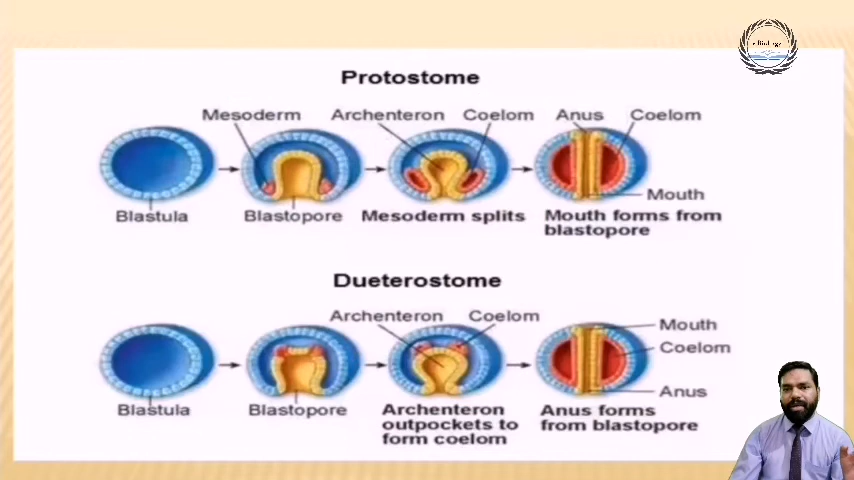 Biology
Protostome
Mesoderm Archenteron Coelom Anus Coelom
Mouth
Blastula Blastopore Mesoderm splits Mouth forms from
blastopore
Dueterostome
Archenteron Coelom
Mouth
Coelom
Anus
Blastula Blastopore Archenteron Anus forms
outpockets to from blastopore
form coelom